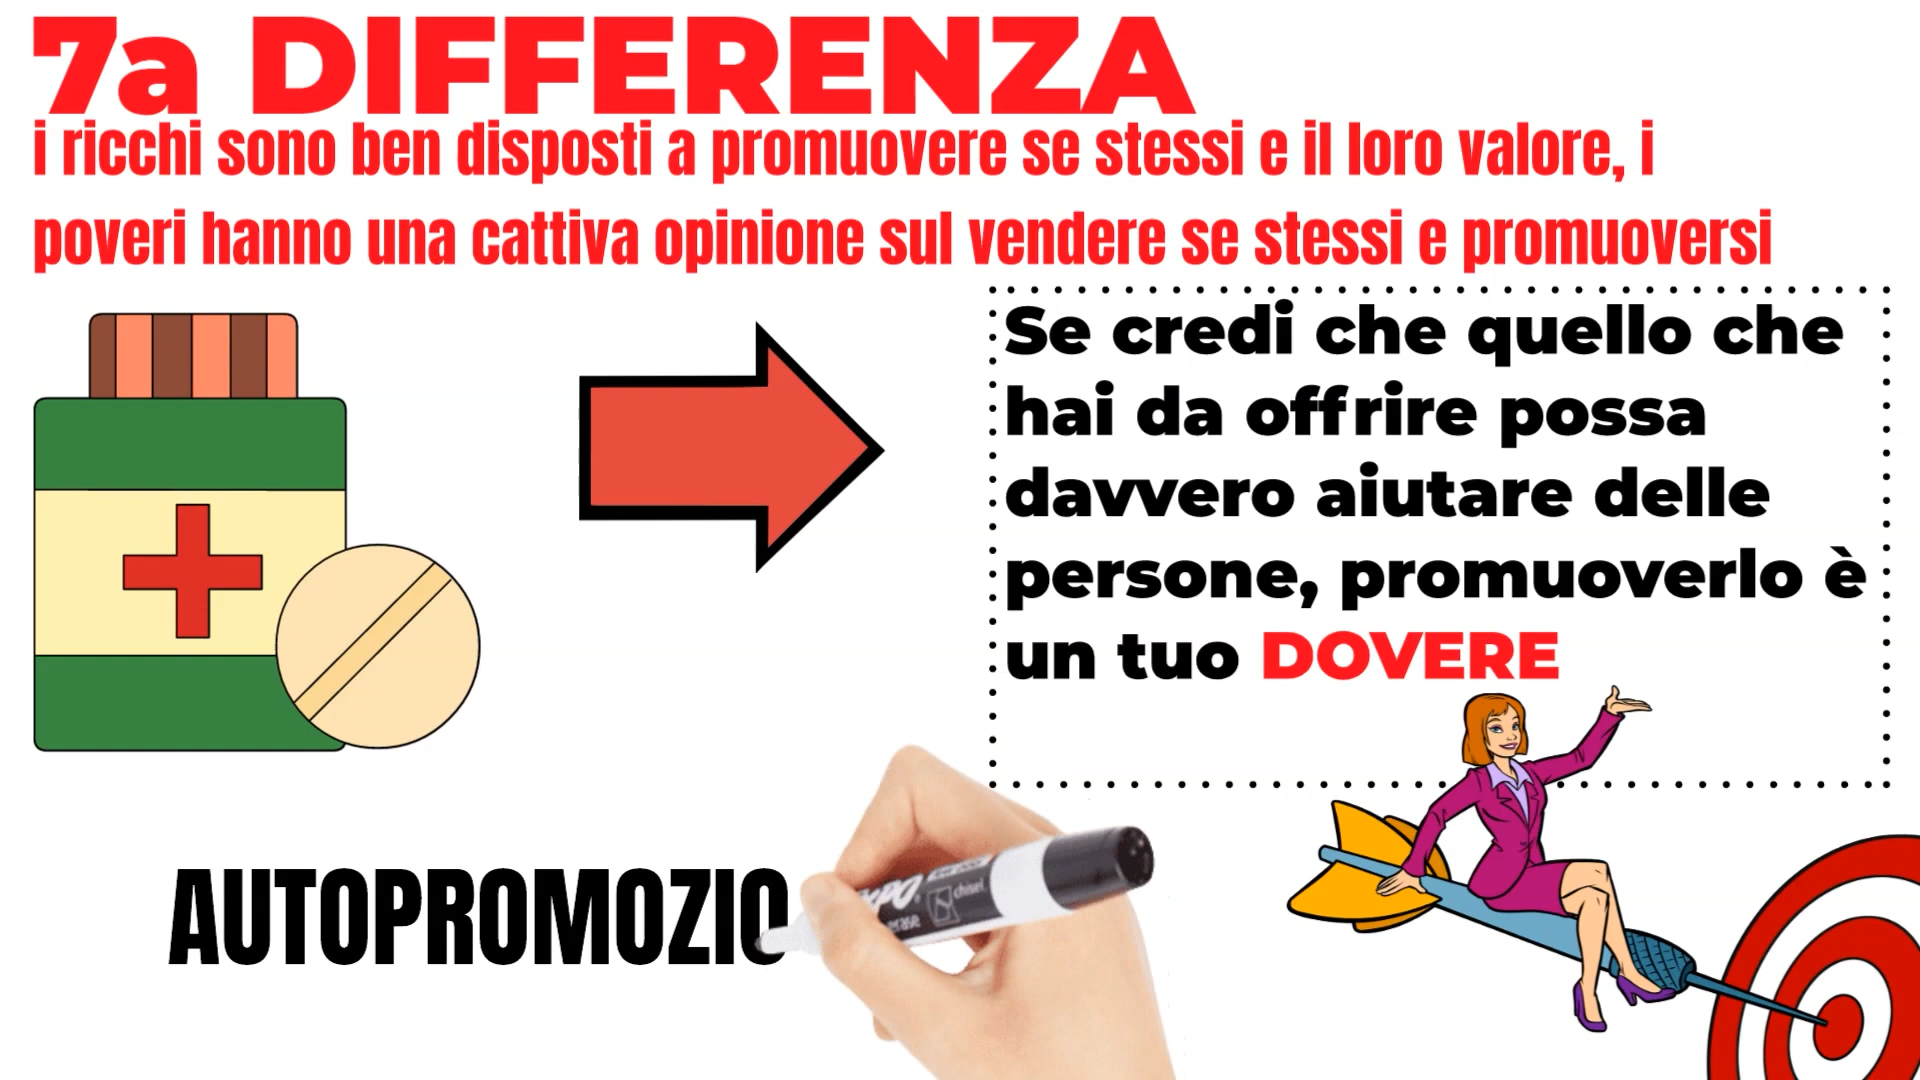 7a DIFFERENZA
i ricchi sono ben disposti a promuovere se stessi e il loro valore, i
poveri hanno una cattiva opinione sul vendere se stessi e promuoversi
Se credi che quello che
hai da offrire possa
davvero aiutare delle
persone, promuoverlo è
un tuo DOVERE
AUTOPROMOZIO
chisel